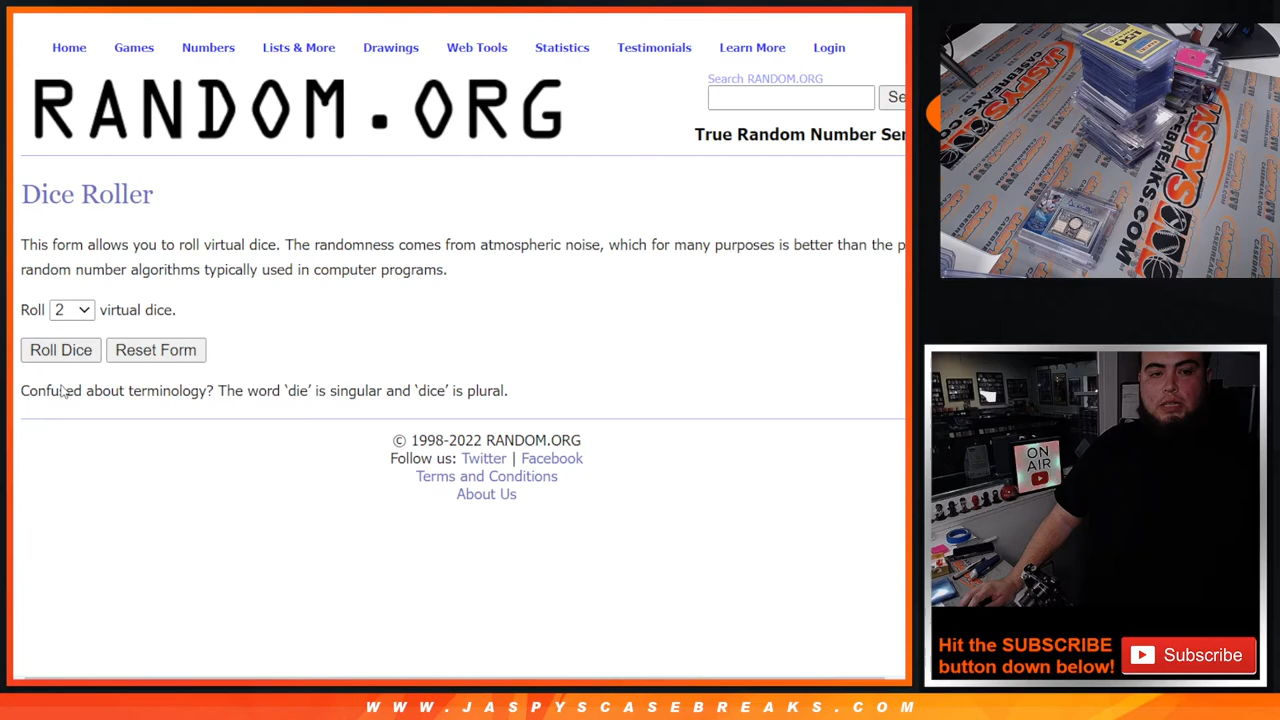 Home Games Numbers Lists & More Drawings Web Tools Statistics Testimonials Learn More Login
RANDOM.ORG
Search RANDOM.ORG
Se
True Random Number Ser
Dice Roller
This form allows you to roll virtual dice. The randomness comes from atmospheric noise, which for many purposes is better than the p
random number algorithms typically used in computer programs.
Roll 2 virtual dice.
Roll Dice Reset Form
Confused about terminology? The word ‘die’ is singular and ‘dice’ is plural.
© 1998-2022 RANDOM.ORG
Follow us: Twitter | Facebook
Terms and Conditions
About Us
JASPYS
CASEBREAKS.COM
ON
AIR
Hit the SUBSCRIBE
button down below!
Subscribe
WWW.JASPYSCASEBREAKS.COM